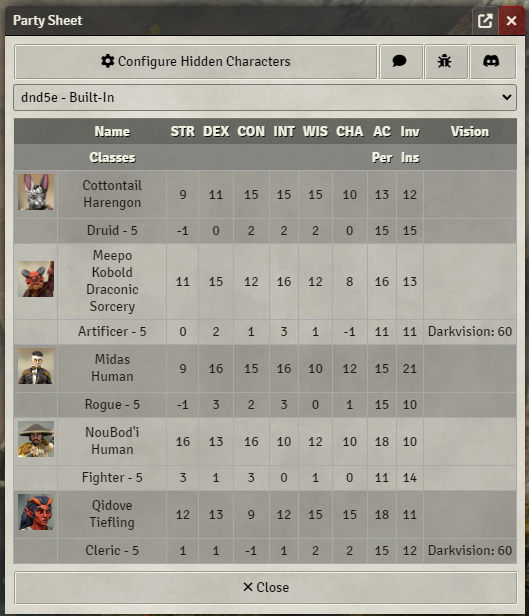 Party Sheet
Configure Hidden Characters
dnd5e - Built-In
Name STR DEX CON INT WIS CHA AC Inv Vision
Classes Per Ins
Cottontail
Harengon
9 11 15 15 15 10 13 12
Druid - 5 -1 0 2 2 2 0 15 15
Meepo
Kobold
Draconic
Sorcery
11 15 12 16 12 8 16 13
Artificer - 5 0 2 1 3 1 -1 11 11 Darkvision: 60
Midas
Human
9 16 15 16 10 12 15 21
Rogue - 5 -1 3 2 3 0 1 15 10
NouBod'i
Human
16 13 16 10 12 10 18 10
Fighter - 5 3 1 3 0 1 0 11 14
Qidove
Tiefling
12 13 9 12 15 15 18 11
Cleric - 5 1 1 -1 1 2 2 15 12 Darkvision: 60
Close